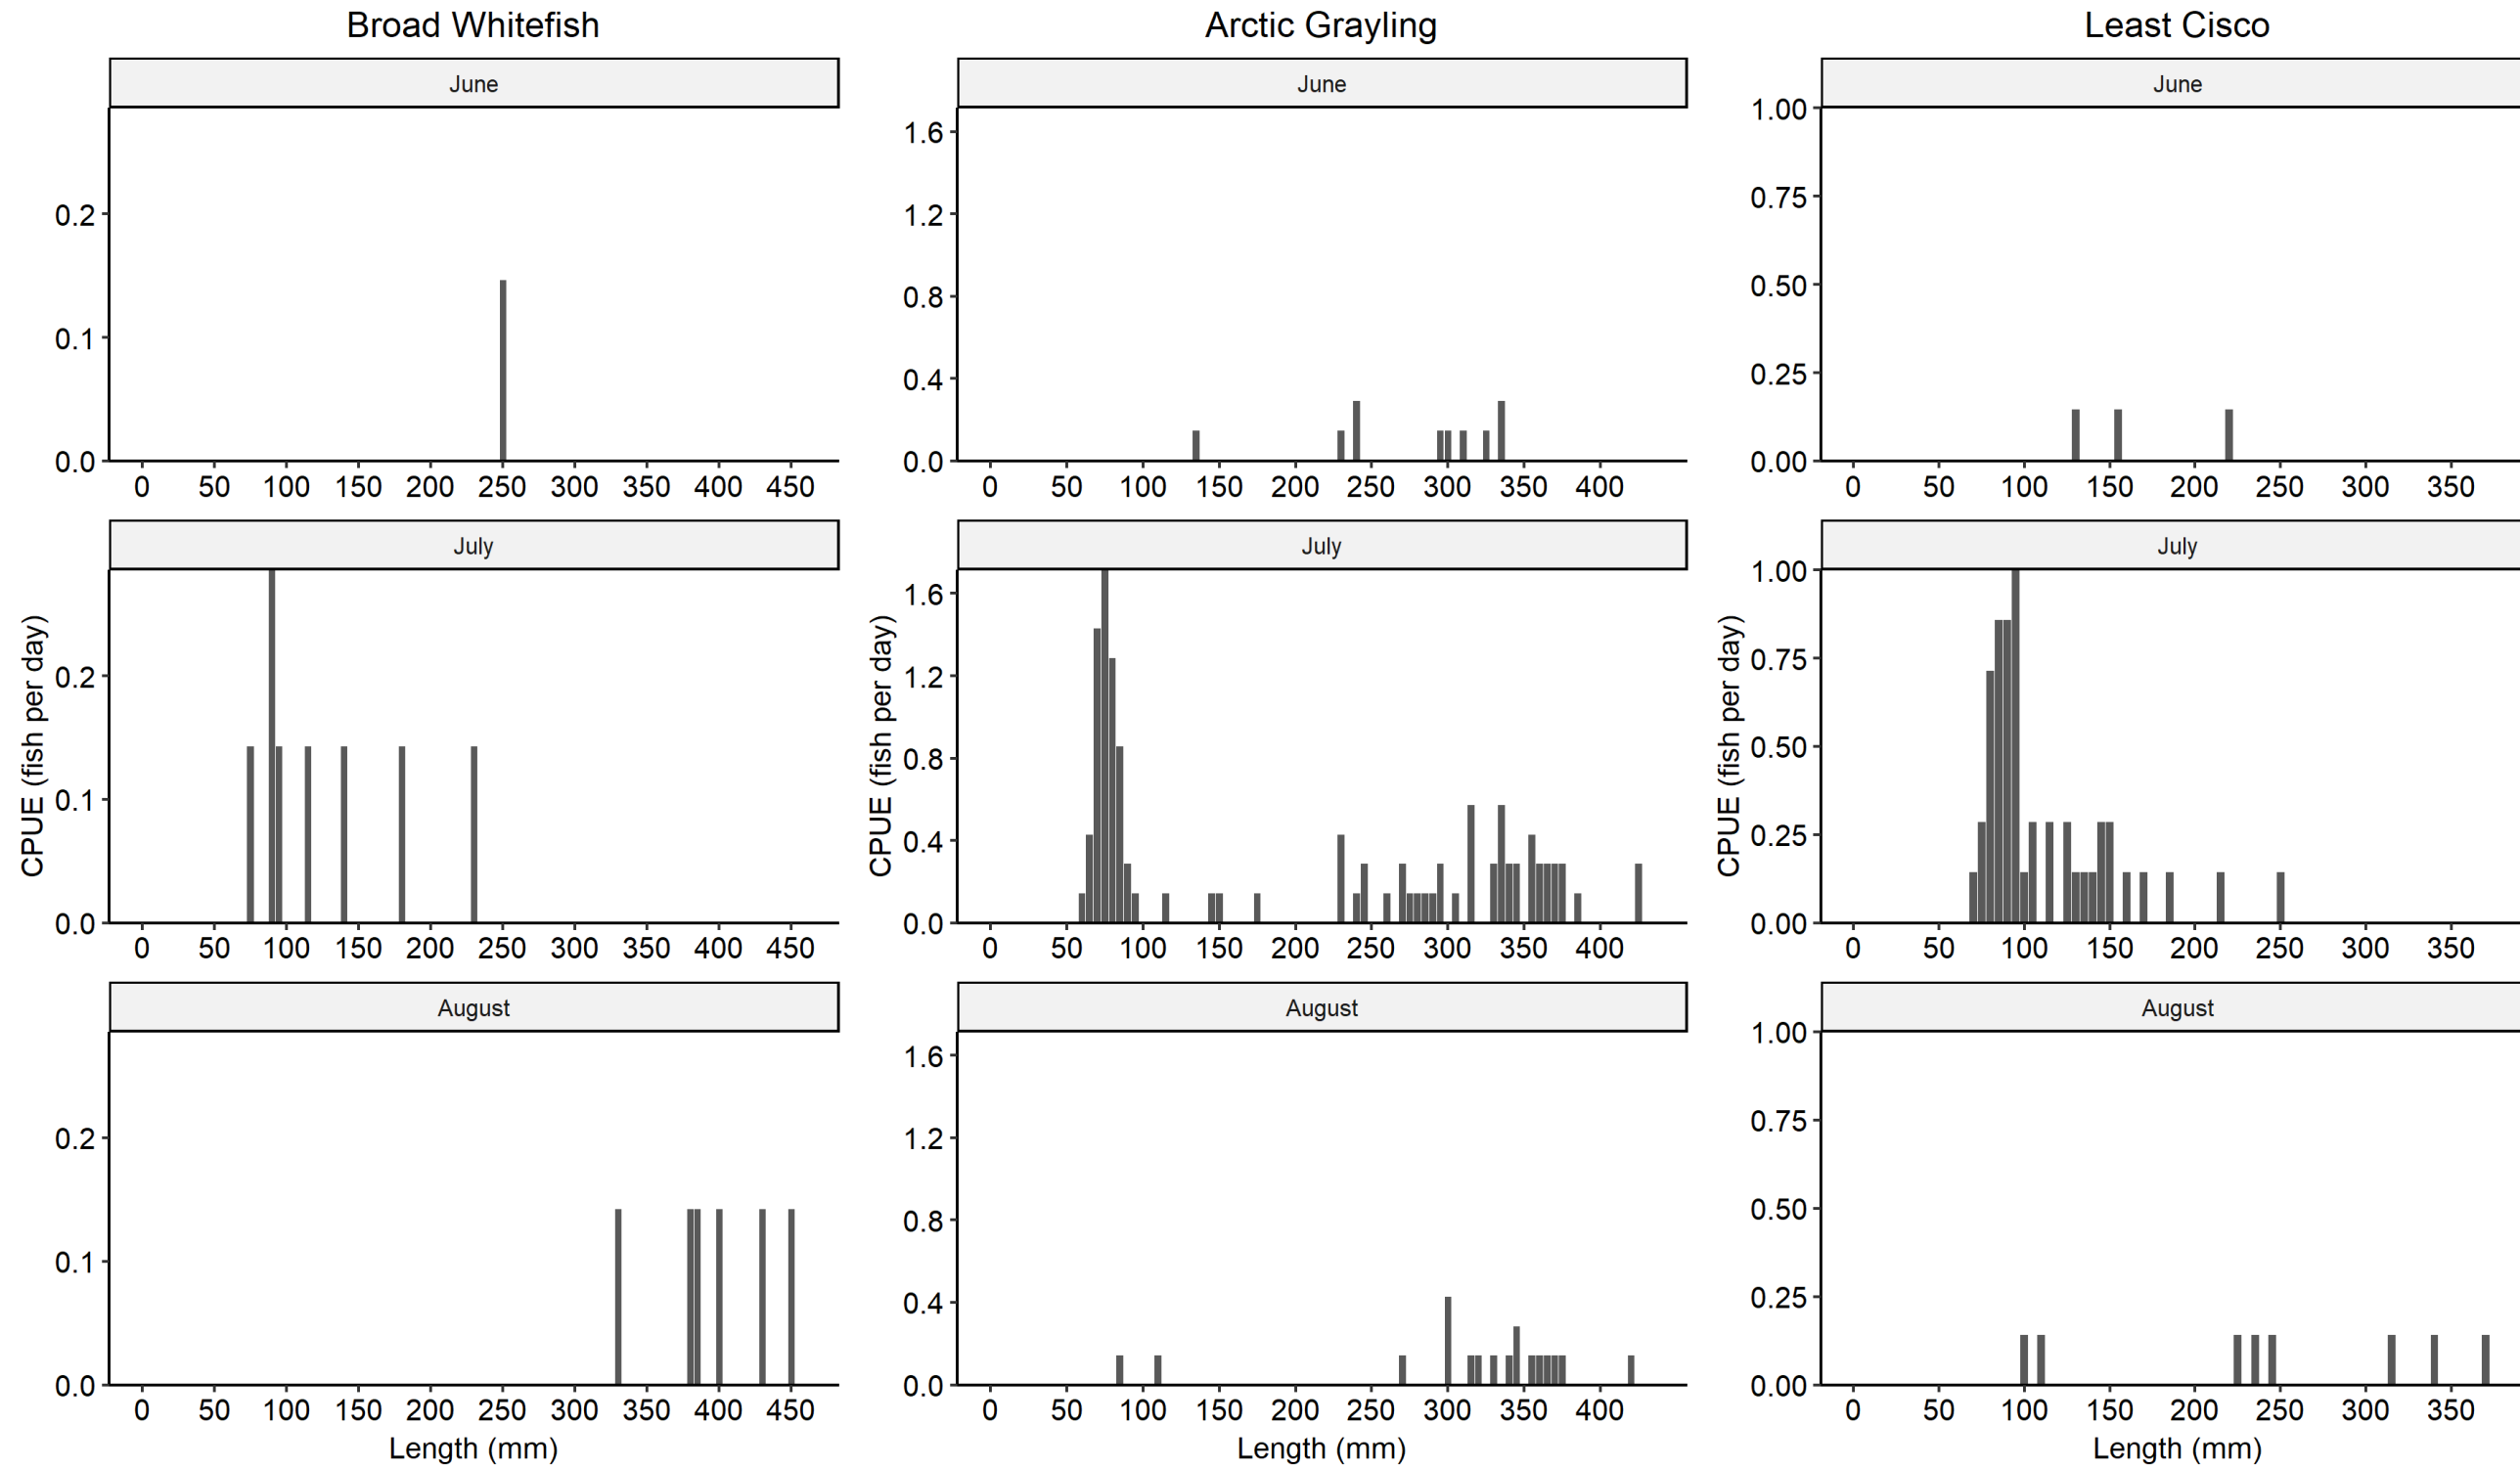 Broad Whitefish Arctic Grayling Least Cisco
June June June
0.2
0.1
0.0
0 50 100 150 200 250 300 350 400 450
1.6
1.2
0.8
0.4
0.0
0 50 100 150 200 250 300 350 400
1.00
0.75
0.50
0.25
0.00
0 50 100 150 200 250 300 350
July July July
CPUE (fish per day)
0.2
0.1
0.0
0 50 100 150 200 250 300 350 400 450
CPUE (fish per day)
1.6
1.2
0.8
0.4
0.0
0 50 100 150 200 250 300 350 400
CPUE (fish per day)
1.00
0.75
0.50
0.25
0.00
0 50 100 150 200 250 300 350
August August August
0.2
0.1
0.0
0 50 100 150 200 250 300 350 400 450
1.6
1.2
0.8
0.4
0.0
0 50 100 150 200 250 300 350 400
1.00
0.75
0.50
0.25
0.00
0 50 100 150 200 250 300 350
Length (mm) Length (mm) Length (mm)